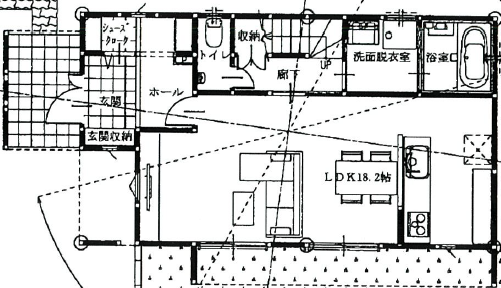 シューズ
クローク
トイレ
収納
廊下
UP
洗面脱衣室
浴室
玄関
ホール
玄関収納
LDK18.2帖